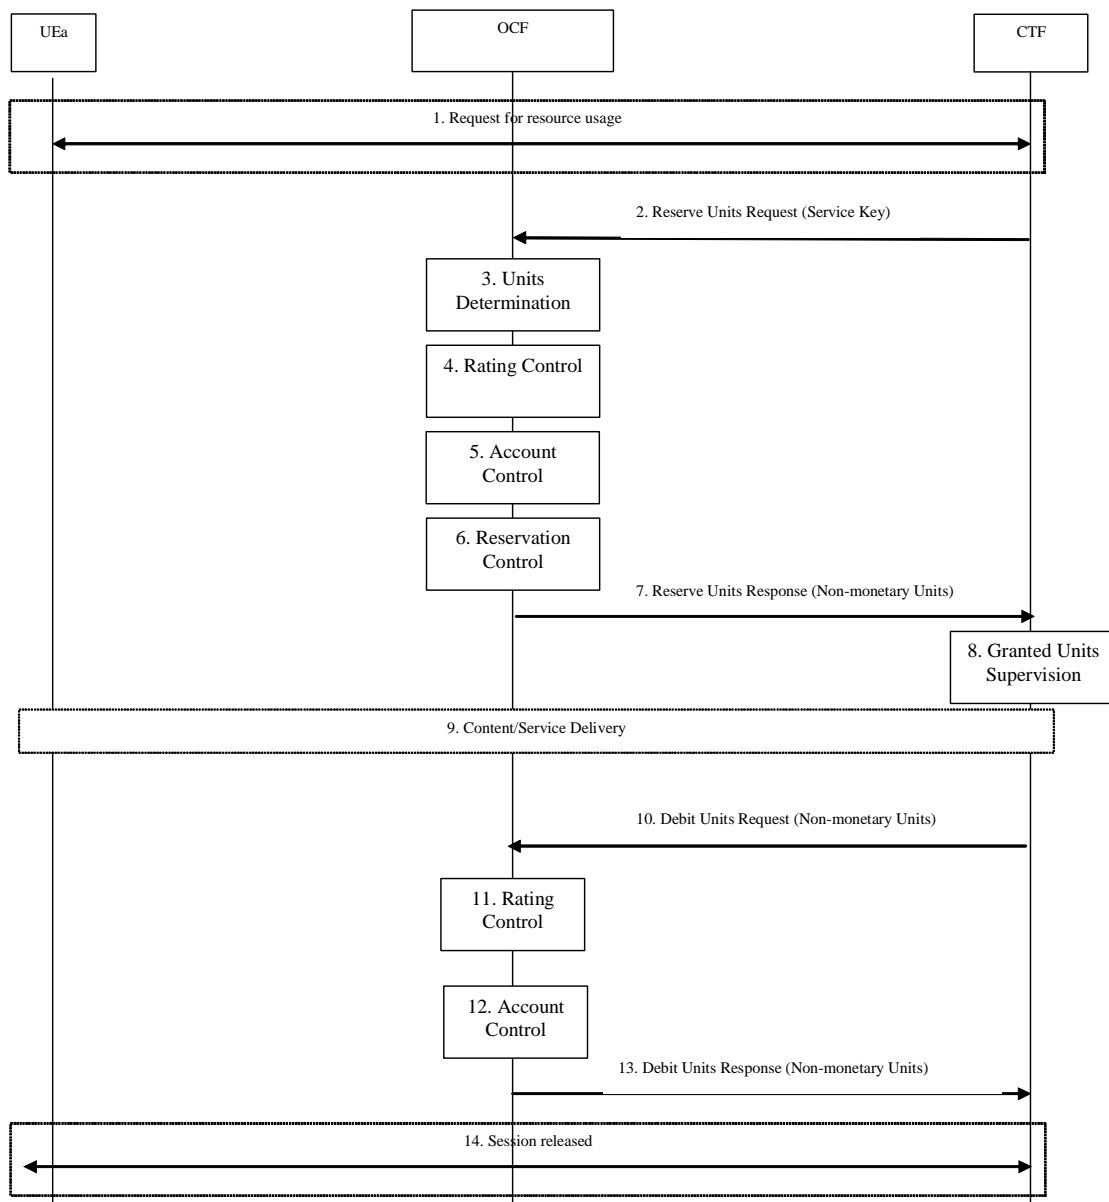 UEa
OCF
CTF
1. Request for resource usage
2. Reserve Units Request (Service Key)
3. Units
Determination
4. Rating Control
5. Account
Control
6. Reservation
Control
7. Reserve Units Response (Non-monetary Units)
8. Granted Units
Supervision
9. Content/Service Delivery
10. Debit Units Request (Non-monetary Units)
11. Rating
Control
12. Account
Control
13. Debit Units Response (Non-monetary Units)
14. Session released